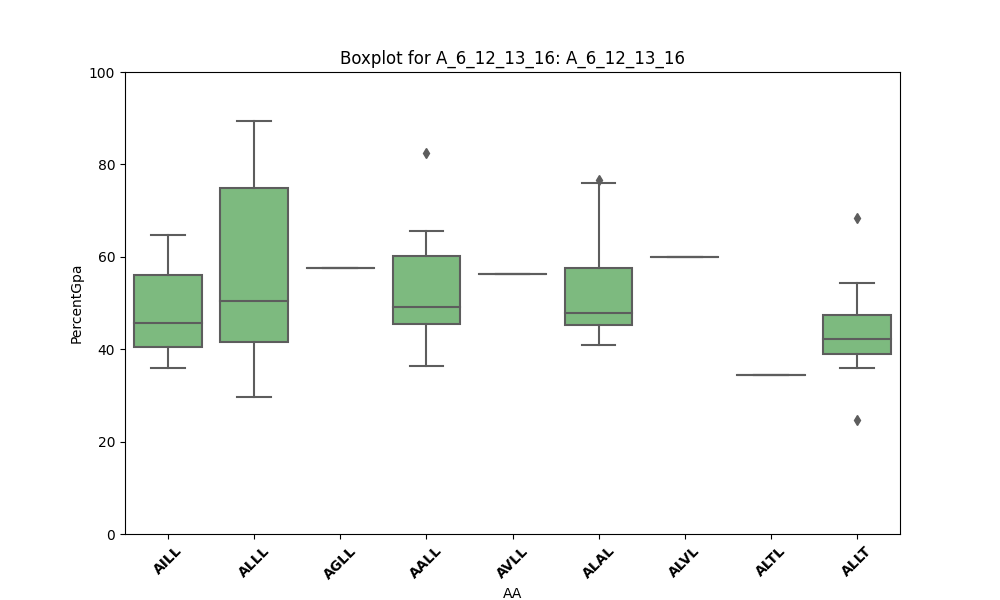 Boxplot for A_6_12_13_16: A_6_12_13_16
100
80
60
40
20
0
PercentGpa
AILL
ALLL
AGLL
AALL
AVLL
ALAL
ALVL
ALTL
ALLT
AA